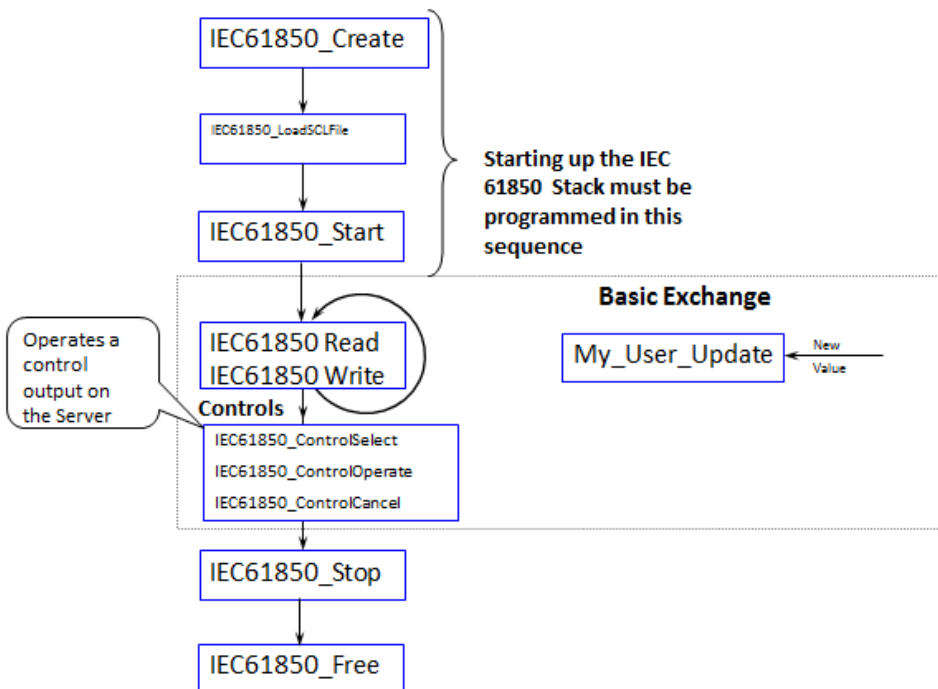 IEC61850_Create
IEC61850_LoadSCLFile
IEC61850_Start
Starting up the IEC
61850 Stack must be
programmed in this
sequence
Basic Exchange
Operates a
control
output on
the Server
IEC61850 Read
IEC61850 Write
My_User_Update
New
Value
Controls
IEC61850_ControlSelect
IEC61850_ControlOperate
IEC61850_ControlCancel
IEC61850_Stop
IEC61850_Free